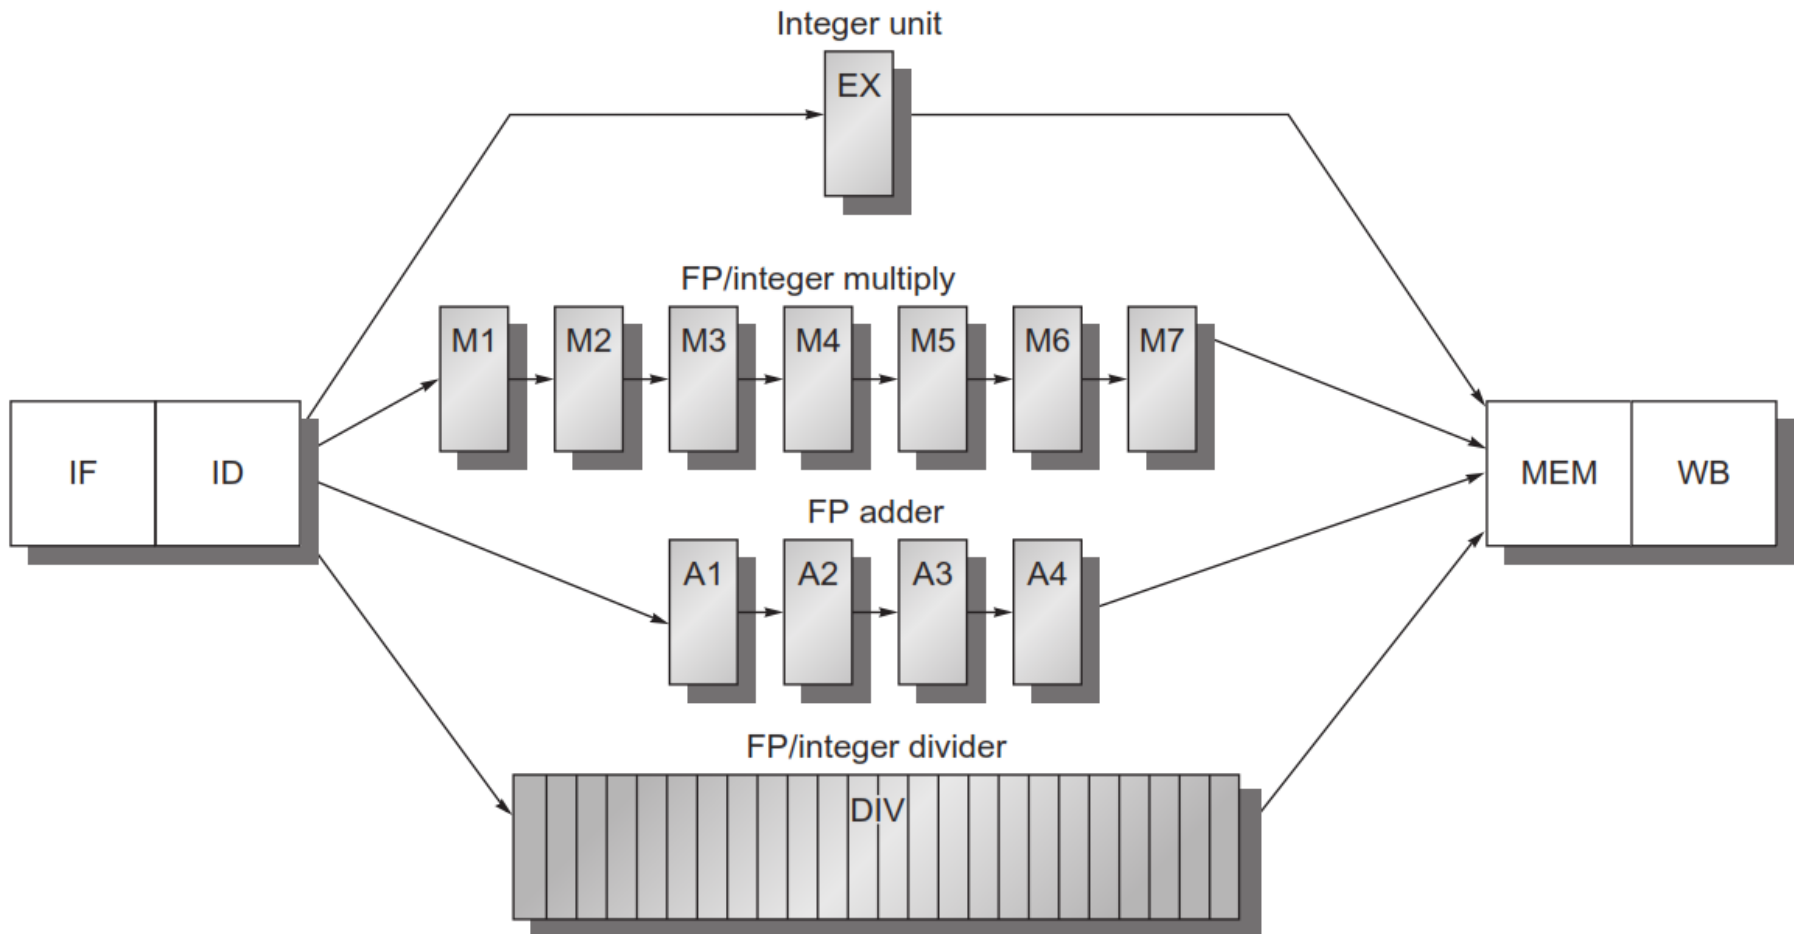 Integer unit
EX
FP/integer multiply
M1 M2 M3 M4 M5 M6 M7
IF ID
MEM WB
FP adder
A1 A2 A3 A4
FP/integer divider
DIV